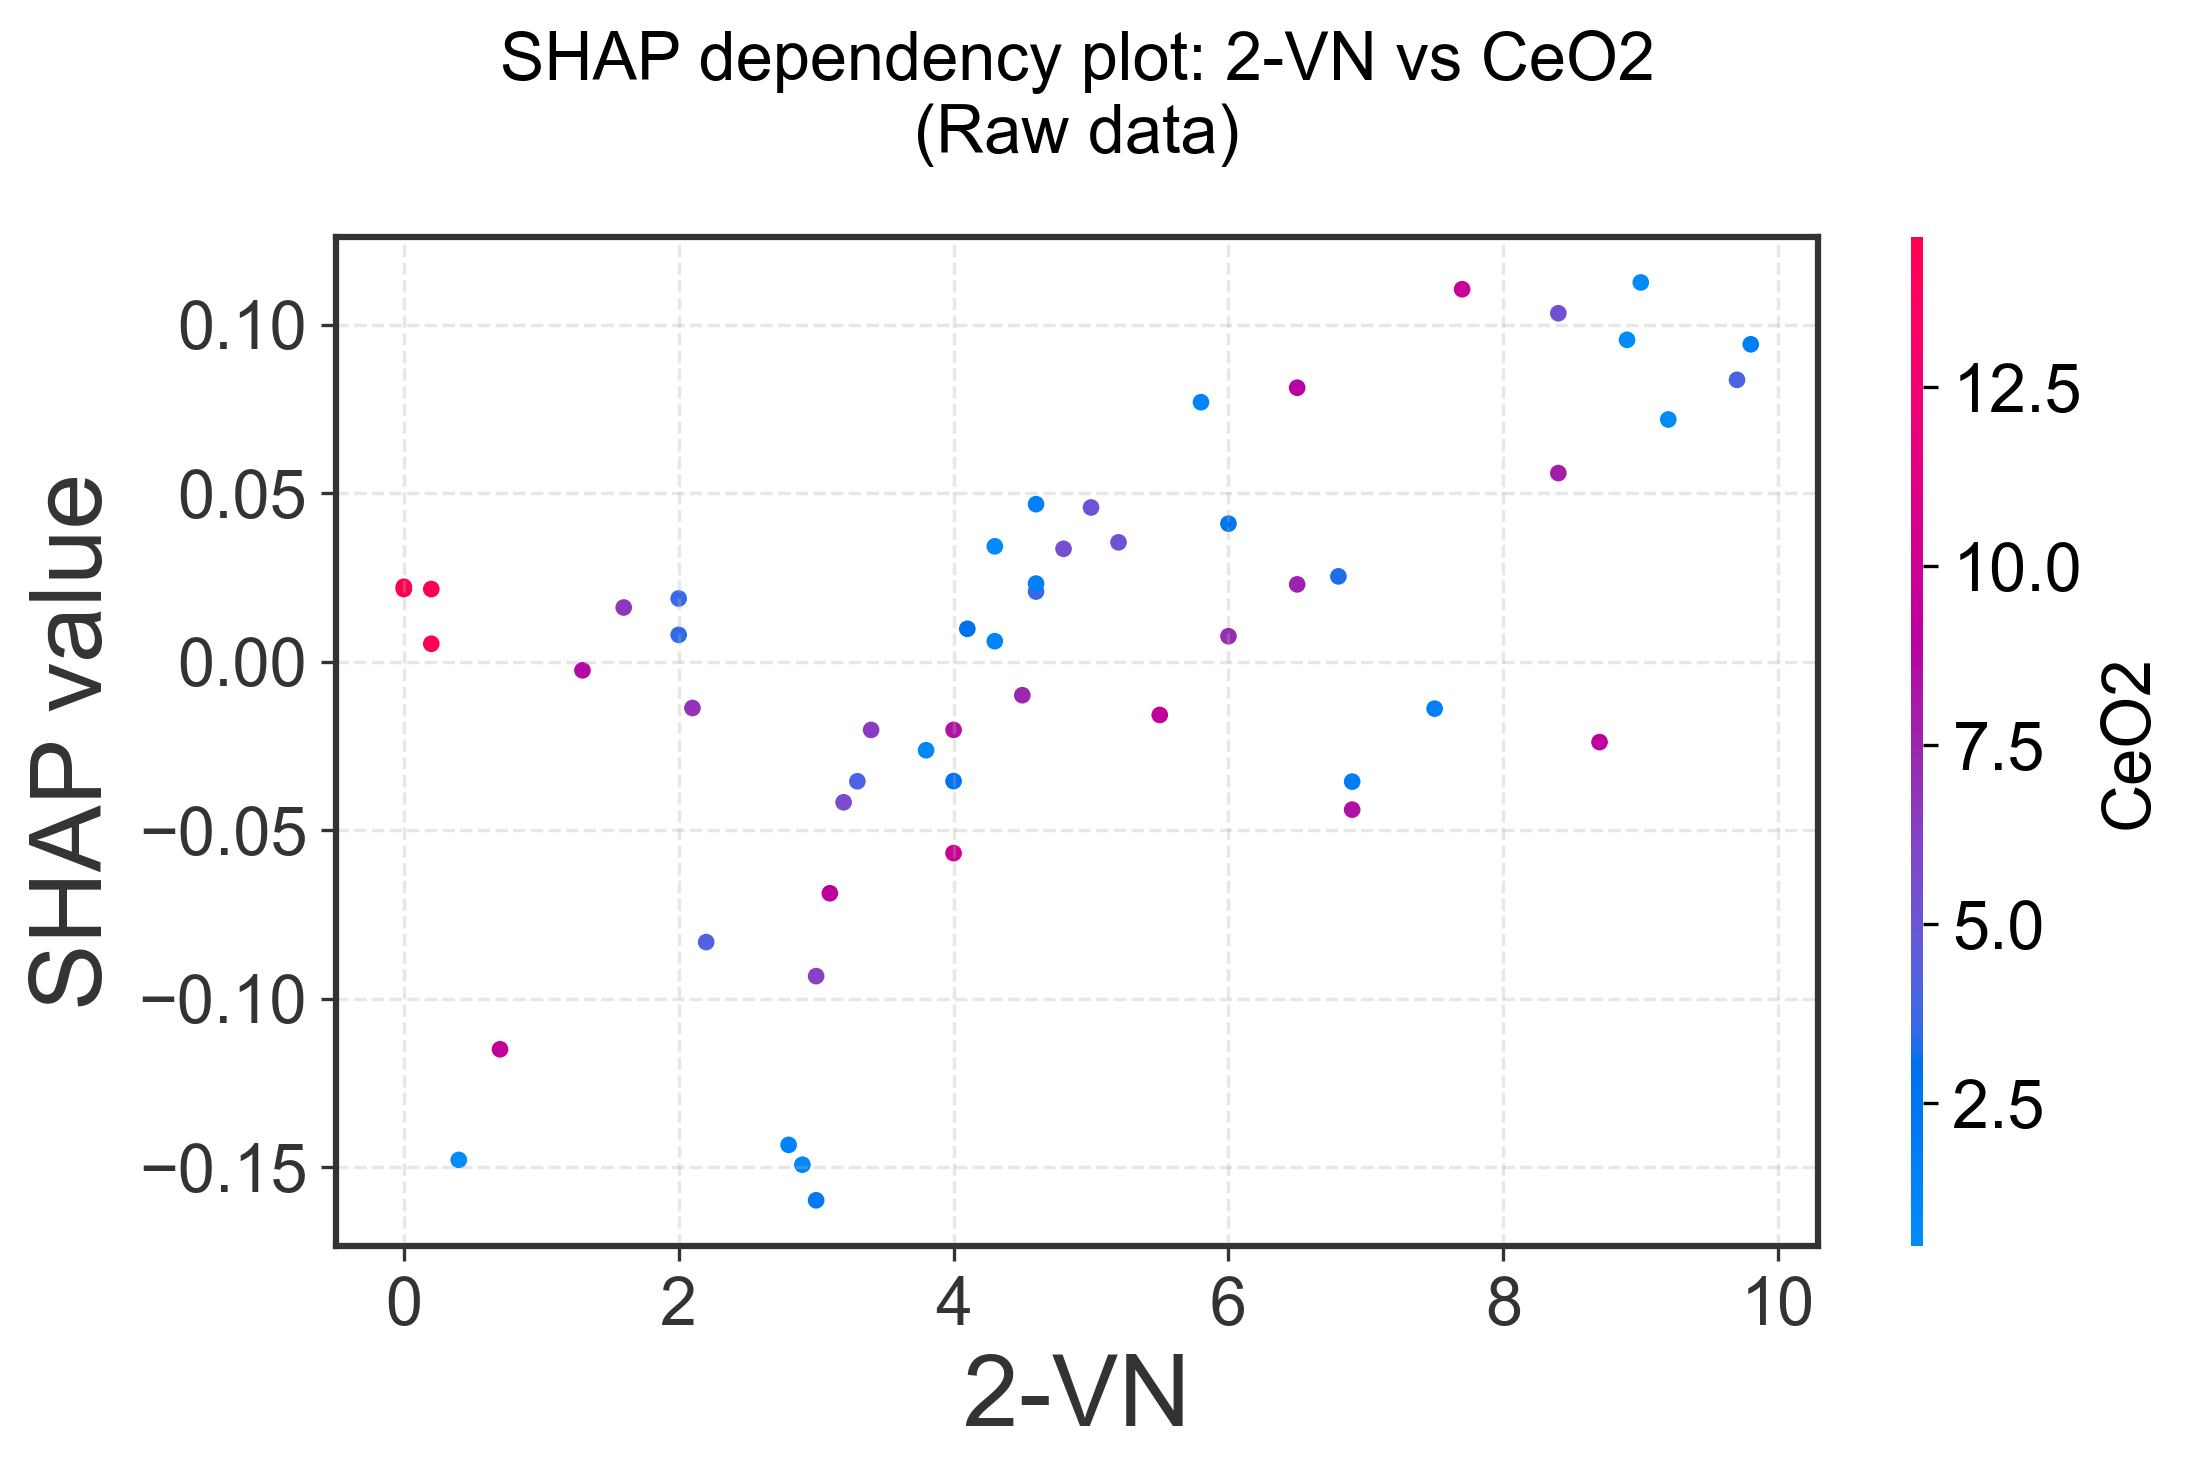 SHAP dependency plot: 2-VN vs CeO2
(Raw data)
SHAP value
0.10
0.05
0.00
−0.05
−0.10
−0.15
0 2 4 6 8 10
2-VN
12.5
10.0
7.5
5.0
2.5
CeO2